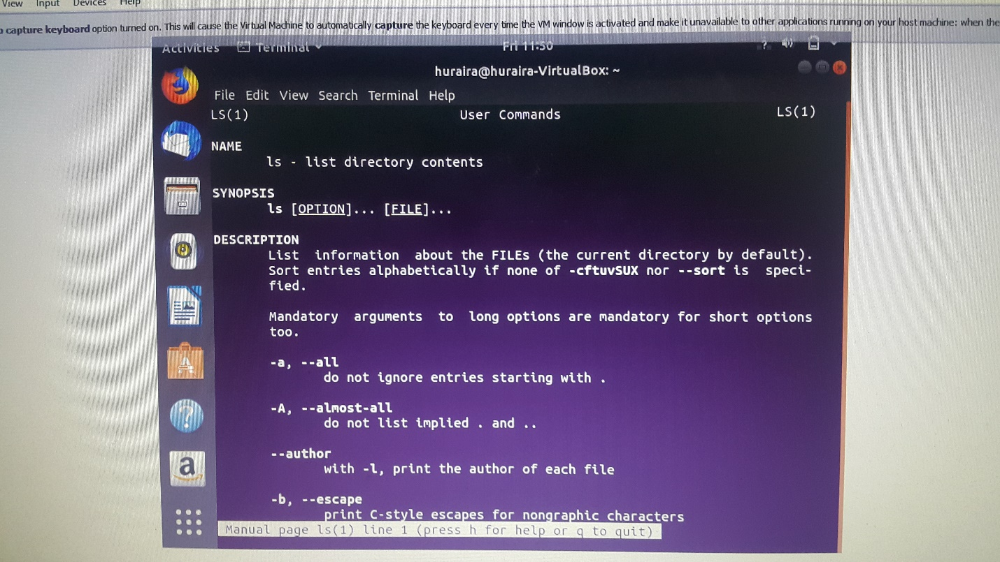 View Input Devices Help
capture keyboard option turned on. This will cause the Virtual Machine to automatically capture the keyboard every time the VM window is activated and make it unavailable to other applications running on your host machine: when the
Activities Terminal Fri 11:50
huraira@huraira-VirtualBox: ~
File Edit View Search Terminal Help
LS(1) User Commands LS(1)
NAME
ls - list directory contents
SYNOPSIS
ls [OPTION]... [FILE]...
DESCRIPTION
List information about the FILEs (the current directory by default).
Sort entries alphabetically if none of -cftuvSUX nor --sort is speci-
fied.
Mandatory arguments to long options are mandatory for short options
too.
-a, --all
do not ignore entries starting with .
-A, --almost-all
do not list implied . and ..
--author
with -l, print the author of each file
-b, --escape
print C-style escapes for nongraphic characters
Manual page ls(1) line 1 (press h for help or q to quit)